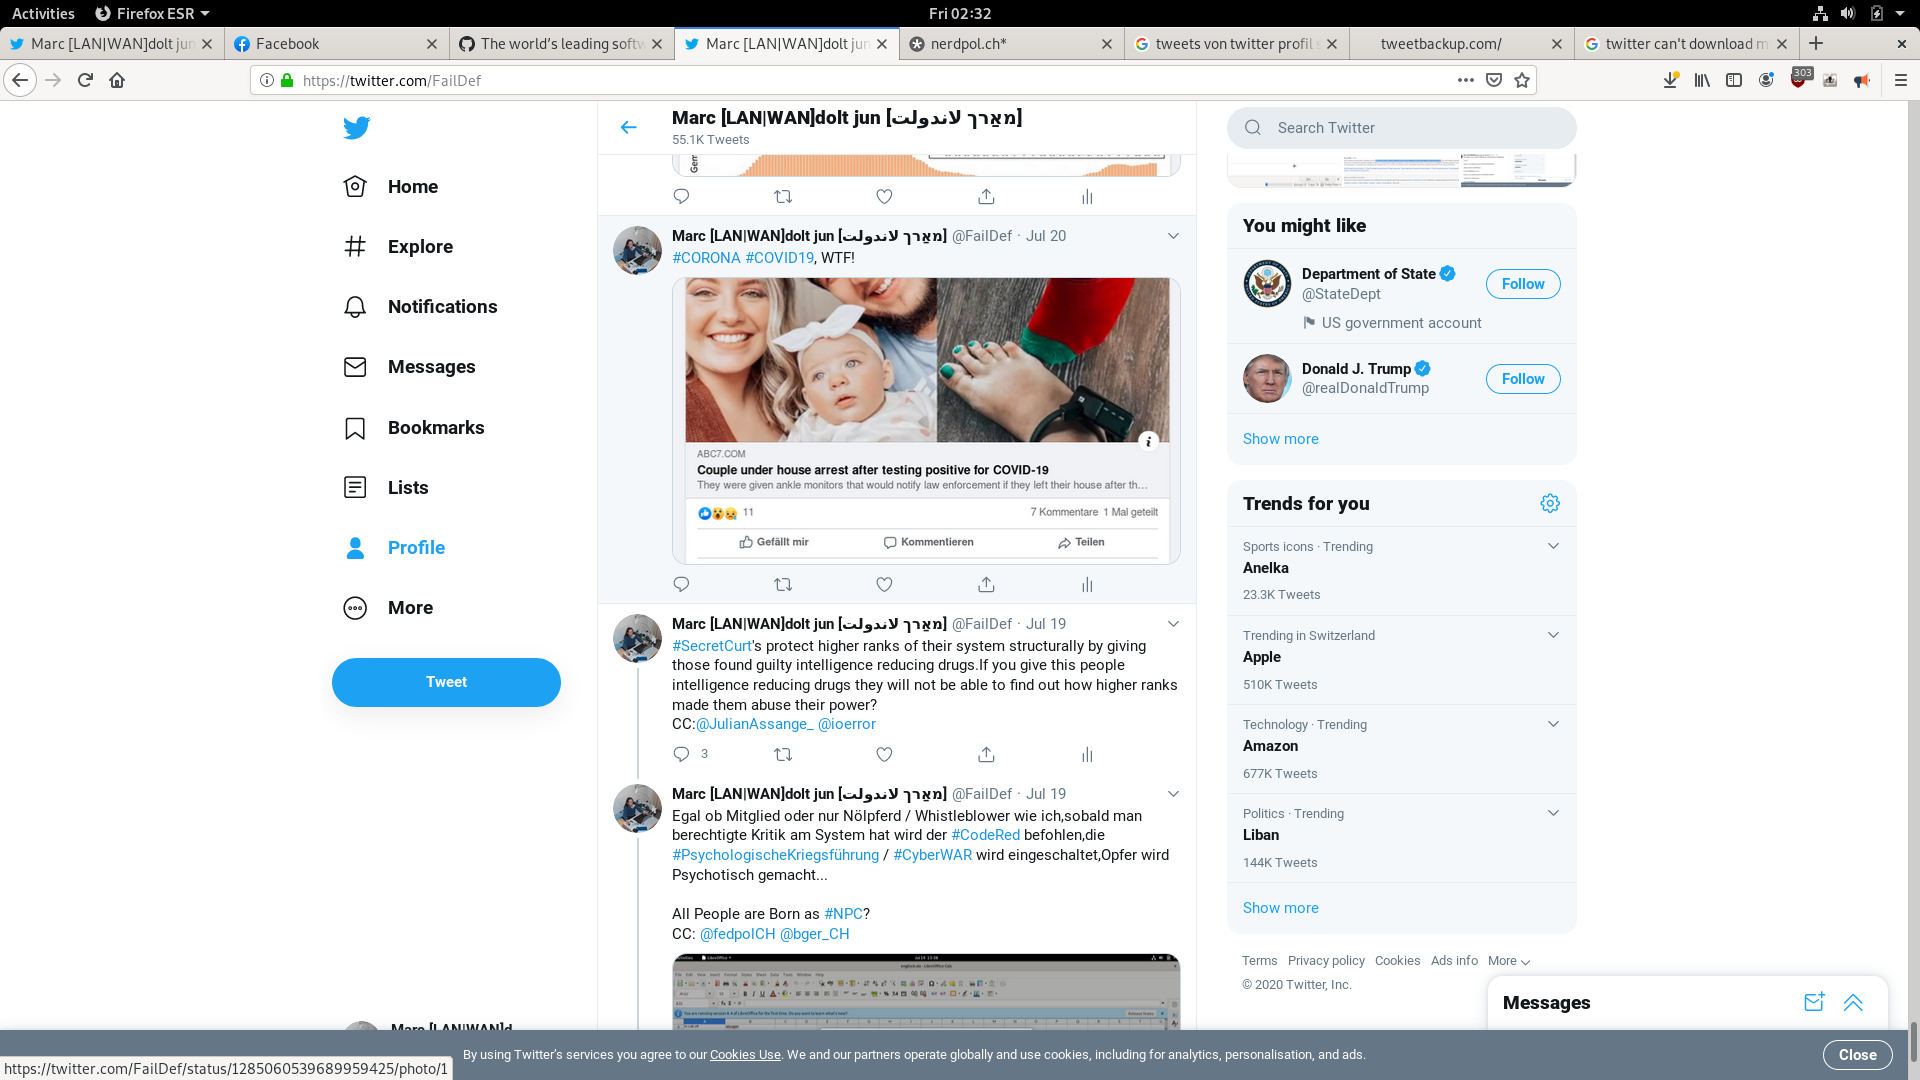 Activities
Firefox ESR
Fri 02:32
Marc [LAN|WAN]dolt jun
Facebook
The world's leading softw
Marc [LAN|WAN]dolt jun
nerdpol.ch*
tweets von twitter profil s
tweetbackup.com/
twitter can't download m
https://twitter.com/FailDef
303
Home
Explore
Notifications
Messages
Bookmarks
Lists
Profile
More
Tweet
Marc [LAN|WAN]d
Marc [LAN|WAN]dolt jun [מאַרך לאנדולת]
55.1K Tweets
Gem
Marc [LAN|WAN]dolt jun [מאַרך לאנדולת] @FailDef · Jul 20
#CORONA #COVID19, WTF!
ABC7.COM
Couple under house arrest after testing positive for COVID-19
They were given ankle monitors that would notify law enforcement if they left their house after th…
11
7 Kommentare 1 Mal geteilt
Gefällt mir
Kommentieren
Teilen
Marc [LAN|WAN]dolt jun [מאַרך לאנדולת] @FailDef · Jul 19
#SecretCurt's protect higher ranks of their system structurally by giving
those found guilty intelligence reducing drugs.If you give this people
intelligence reducing drugs they will not be able to find out how higher ranks
made them abuse their power?
CC:@JulianAssange_ @ioerror
3
Marc [LAN|WAN]dolt jun [מאַרך לאנדולת] @FailDef · Jul 19
Egal ob Mitglied oder nur Nölpferd / Whistleblower wie ich,sobald man
berechtigte Kritik am System hat wird der #CodeRed befohlen,die
#PsychologischeKriegsführung / #CyberWAR wird eingeschaltet,Opfer wird
Psychotisch gemacht...
All People are Born as #NPC?
CC: @fedpolCH @bger_CH
Search Twitter
You might like
Department of State
@StateDept
US government account
Follow
Donald J. Trump
@realDonaldTrump
Follow
Show more
Trends for you
Sports icons · Trending
Anelka
23.3K Tweets
Trending in Switzerland
Apple
510K Tweets
Technology · Trending
Amazon
677K Tweets
Politics · Trending
Liban
144K Tweets
Show more
Terms Privacy policy Cookies Ads info More
© 2020 Twitter, Inc.
Messages
By using Twitter's services you agree to our Cookies Use. We and our partners operate globally and use cookies, including for analytics, personalisation, and ads.
Close
https://twitter.com/FailDef/status/1285060539689959425/photo/1